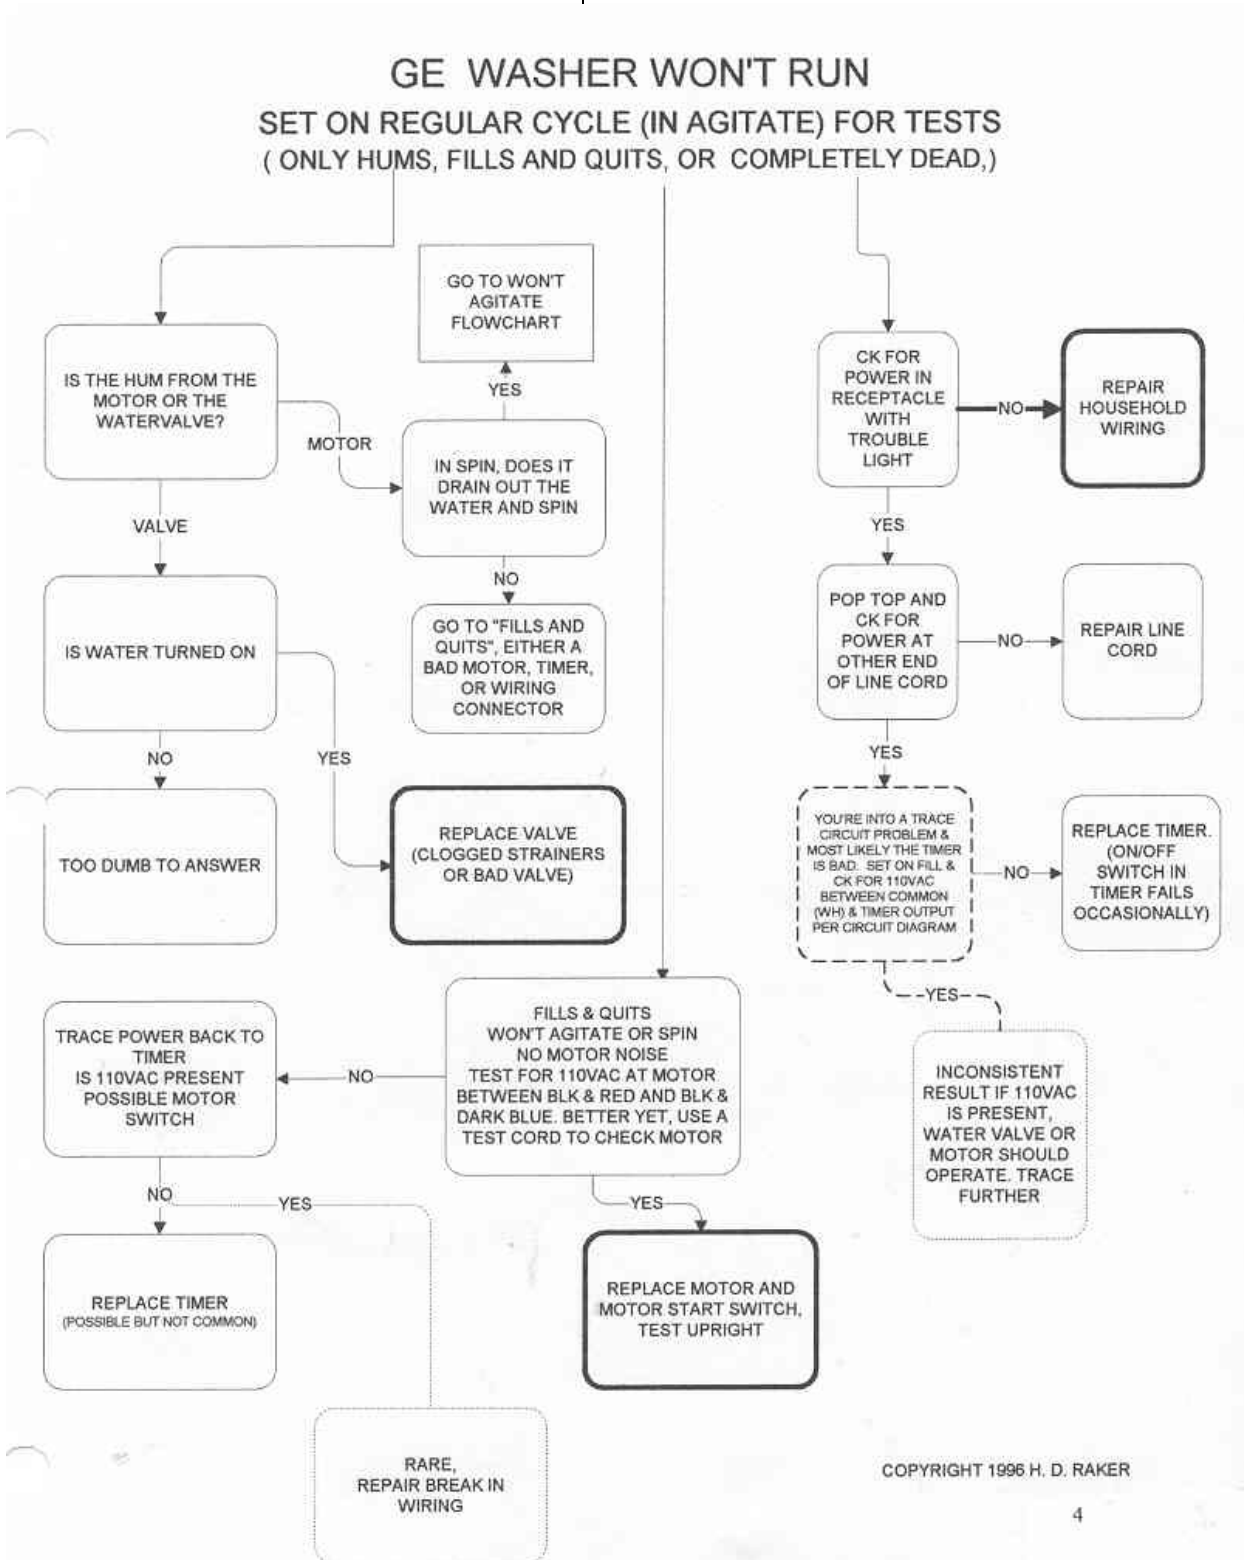 GE WASHER WON'T RUN
SET ON REGULAR CYCLE (IN AGITATE) FOR TESTS
( ONLY HUMS, FILLS AND QUITS, OR COMPLETELY DEAD,)
IS THE HUM FROM THE
MOTOR OR THE
WATERVALVE?
MOTOR
VALVE
GO TO WON'T
AGITATE
FLOWCHART
YES
IN SPIN, DOES IT
DRAIN OUT THE
WATER AND SPIN
NO
GO TO "FILLS AND
QUITS", EITHER A
BAD MOTOR, TIMER,
OR WIRING
CONNECTOR
IS WATER TURNED ON
NO
YES
TOO DUMB TO ANSWER
REPLACE VALVE
(CLOGGED STRAINERS
OR BAD VALVE)
CK FOR
POWER IN
RECEPTACLE
WITH
TROUBLE
LIGHT
NO
REPAIR
HOUSEHOLD
WIRING
YES
POP TOP AND
CK FOR
POWER AT
OTHER END
OF LINE CORD
NO
REPAIR LINE
CORD
YES
YOU'RE INTO A TRACE
CIRCUIT PROBLEM &
MOST LIKELY THE TIMER
IS BAD. SET ON FILL &
CK FOR 110VAC
BETWEEN COMMON
(WH) & TIMER OUTPUT
PER CIRCUIT DIAGRAM
NO
REPLACE TIMER.
(ON/OFF
SWITCH IN
TIMER FAILS
OCCASIONALLY)
YES
INCONSISTENT
RESULT IF 110VAC
IS PRESENT,
WATER VALVE OR
MOTOR SHOULD
OPERATE. TRACE
FURTHER
FILLS & QUITS
WON'T AGITATE OR SPIN
NO MOTOR NOISE
TEST FOR 110VAC AT MOTOR
BETWEEN BLK & RED AND BLK &
DARK BLUE. BETTER YET, USE A
TEST CORD TO CHECK MOTOR
NO
TRACE POWER BACK TO
TIMER
IS 110VAC PRESENT
POSSIBLE MOTOR
SWITCH
NO
YES
YES
REPLACE TIMER
(POSSIBLE BUT NOT COMMON)
REPLACE MOTOR AND
MOTOR START SWITCH,
TEST UPRIGHT
RARE,
REPAIR BREAK IN
WIRING
COPYRIGHT 1996 H. D. RAKER
4